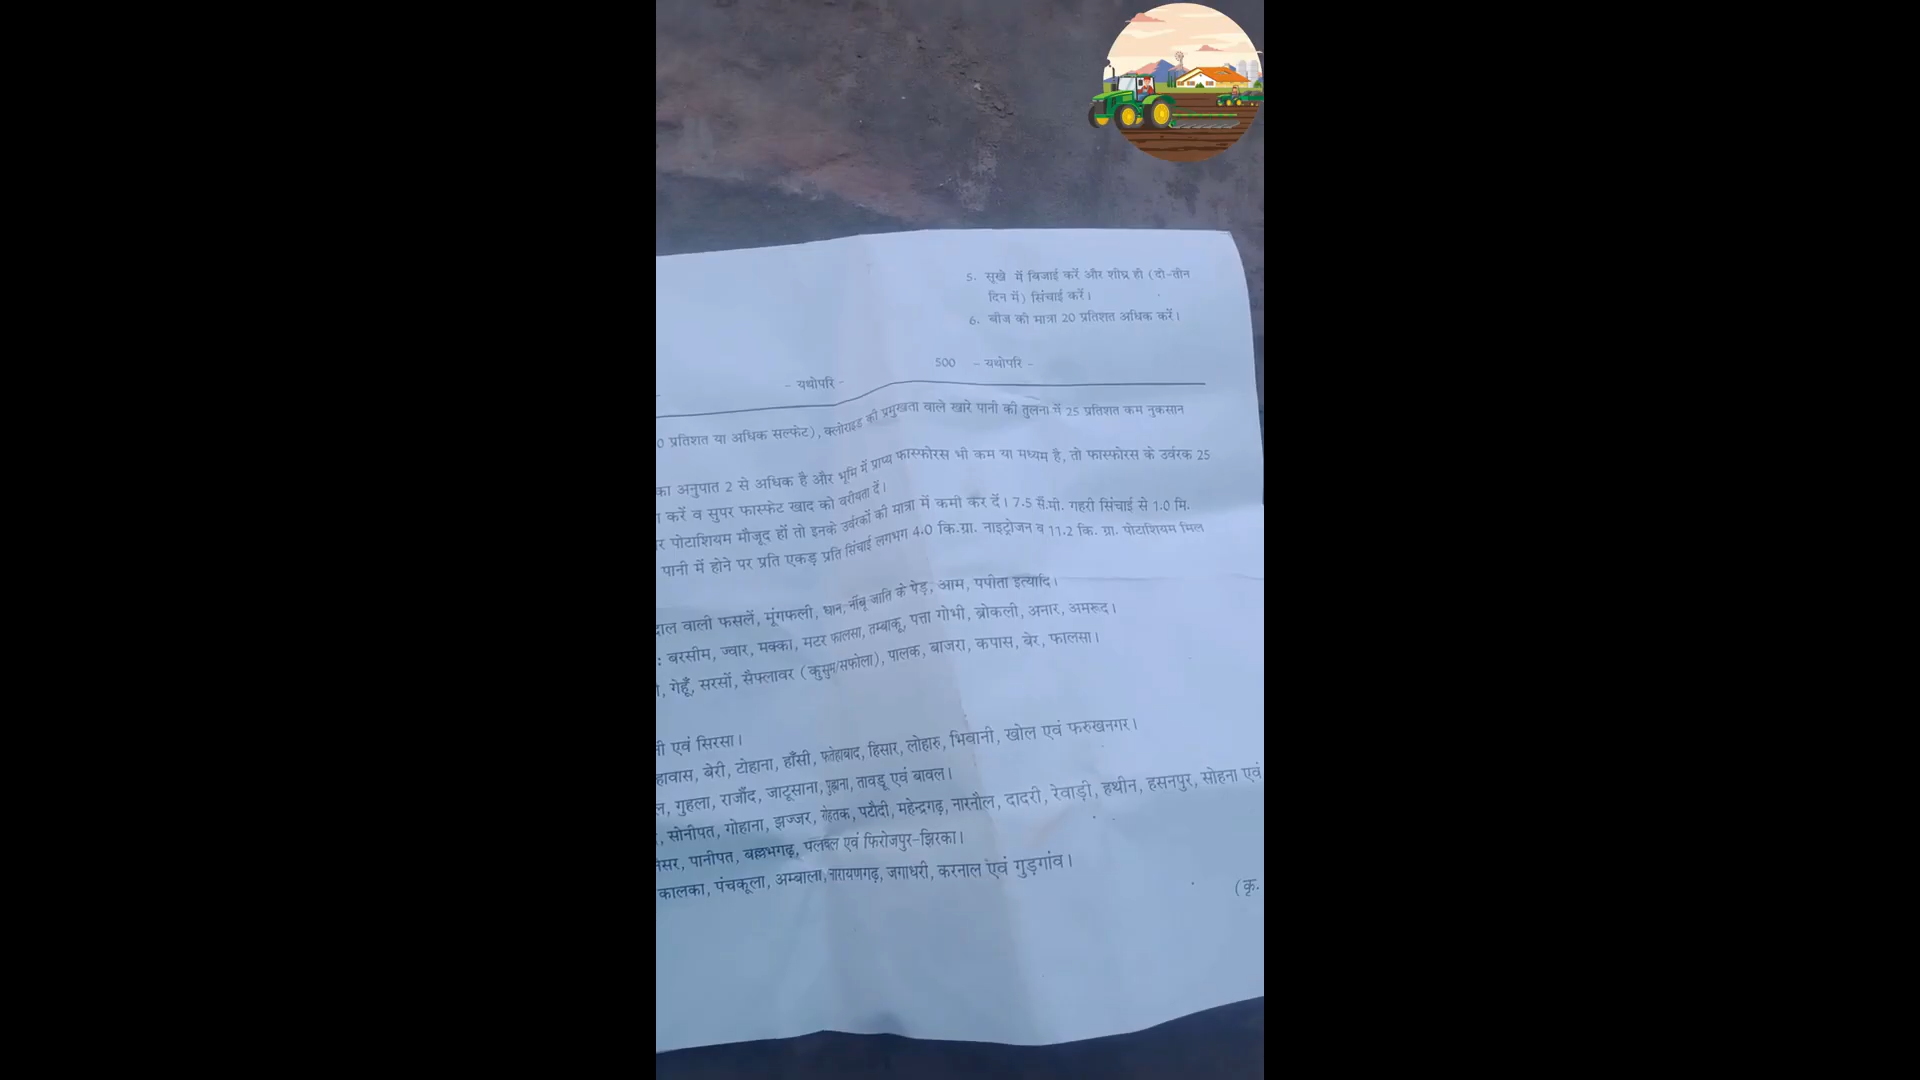 5. सूखे में बिजाई करें और शीघ्र ही (दो-तीन
दिन में) सिंचाई करें।
6. बीज की मात्रा 20 प्रतिशत अधिक करें।
- यथोपरि - 500 - यथोपरि -
0 प्रतिशत या अधिक सल्फेट), क्लोराइड की प्रमुखता वाले खारे पानी की तुलना में 25 प्रतिशत कम नुकसान
का अनुपात 2 से अधिक है और भूमि में प्राप्य फास्फोरस भी कम या मध्यम है, तो फास्फोरस के उर्वरक 25
करें व सुपर फास्फेट खाद को वरीयता दें।
र पोटाशियम मौजूद हों तो इनके उर्वरकों की मात्रा में कमी कर दें। 7.5 सैं.मी. गहरी सिंचाई से 1.0 मि.
पानी में होने पर प्रति एकड़ प्रति सिंचाई लगभग 4.0 कि.ग्रा. नाइट्रोजन व 11.2 कि. ग्रा. पोटाशियम मिल
दाल वाली फसलें, मूंगफली, धान, नींबू जाति के पेड़, आम, पपीता इत्यादि।
: बरसीम, ज्वार, मक्का, मटर फालसा, तम्बाकू, पत्ता गोभी, ब्रोकली, अनार, अमरूद।
, गेहूँ, सरसों, सैफ्लावर (कुसुम/सफोला), पालक, बाजरा, कपास, बेर, फालसा।
ी एवं सिरसा।
हावास, बेरी, टोहाना, हाँसी, फतेहाबाद, हिसार, लोहारु, भिवानी, खोल एवं फरुखनगर।
ल, गुहला, राजौंद, जाटूसाना, पुन्हाना, तावडू एवं बावल।
, सोनीपत, गोहाना, झज्जर, रोहतक, पटौदी, महेन्द्रगढ़, नारनौल, दादरी, रेवाड़ी, हथीन, हसनपुर, सोहना एवं
नेसर, पानीपत, बल्लभगढ़, पलवल एवं फिरोजपुर-झिरका।
कालका, पंचकूला, अम्बाला, नारायणगढ़, जगाधरी, करनाल एवं गुड़गांव।
(कृ.